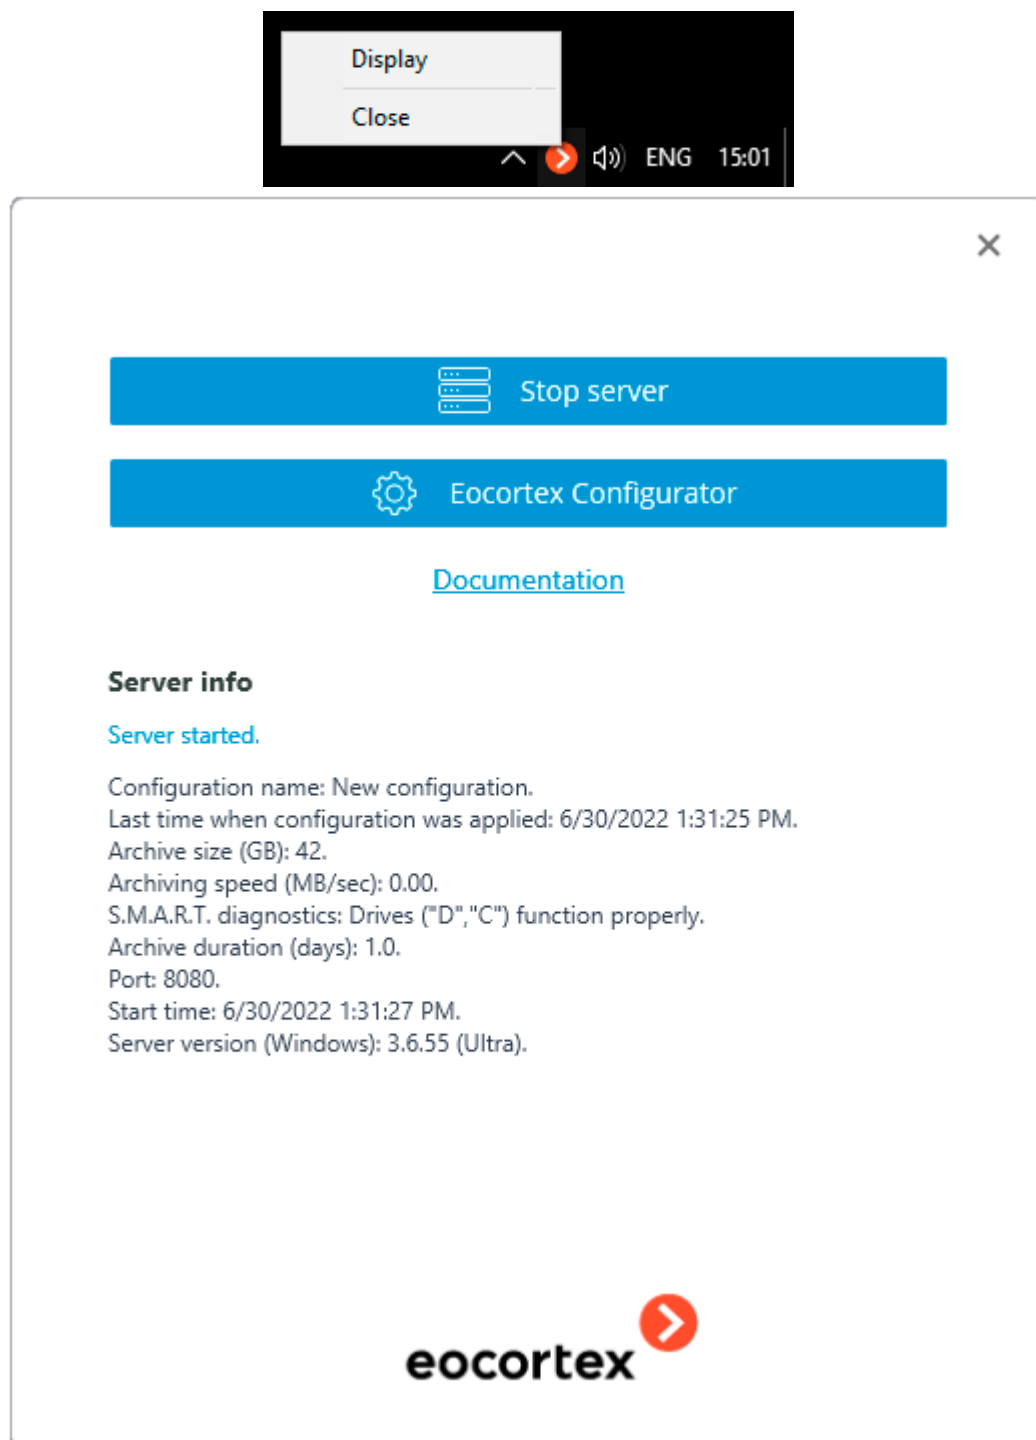 Display
Close
ENG 15:01
Stop server
Eocortex Configurator
Documentation
Server info
Server started.
Configuration name: New configuration.
Last time when configuration was applied: 6/30/2022 1:31:25 PM.
Archive size (GB): 42.
Archiving speed (MB/sec): 0.00.
S.M.A.R.T. diagnostics: Drives ("D","C") function properly.
Archive duration (days): 1.0.
Port: 8080.
Start time: 6/30/2022 1:31:27 PM.
Server version (Windows): 3.6.55 (Ultra).
eocortex